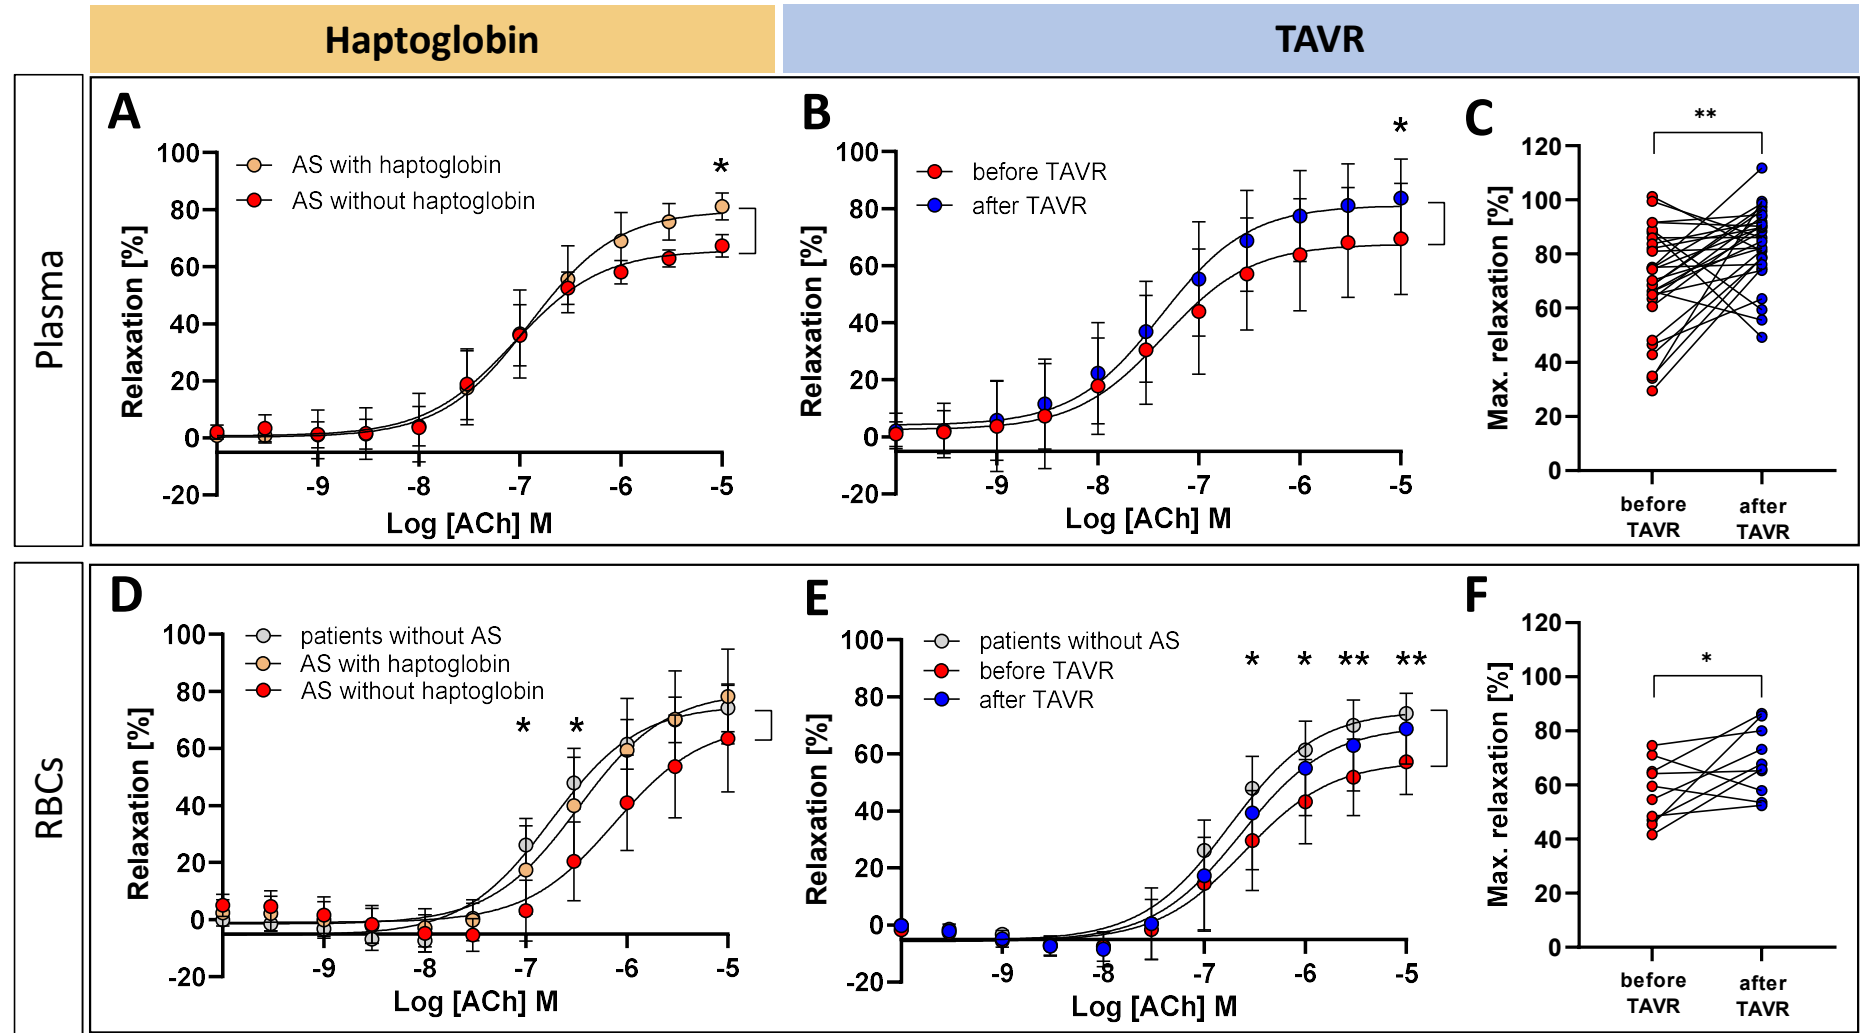 Haptoglobin
TAVR
Plasma
A
AS with haptoglobin
AS without haptoglobin
*
100
80
60
40
20
0
-20
Relaxation [%]
-9
-8
-7
-6
-5
Log [ACh] M
B
before TAVR
after TAVR
*
100
80
60
40
20
0
-20
Relaxation [%]
-9
-8
-7
-6
-5
Log [ACh] M
C
**
120
100
80
60
40
20
0
Max. relaxation [%]
before
TAVR
after
TAVR
RBCs
D
patients without AS
AS with haptoglobin
AS without haptoglobin
* *
100
80
60
40
20
0
-20
Relaxation [%]
-9
-8
-7
-6
-5
Log [ACh] M
E
patients without AS
before TAVR
after TAVR
* * ** **
100
80
60
40
20
0
-20
Relaxation [%]
-9
-8
-7
-6
-5
Log [ACh] M
F
*
120
100
80
60
40
20
0
Max. relaxation [%]
before
TAVR
after
TAVR